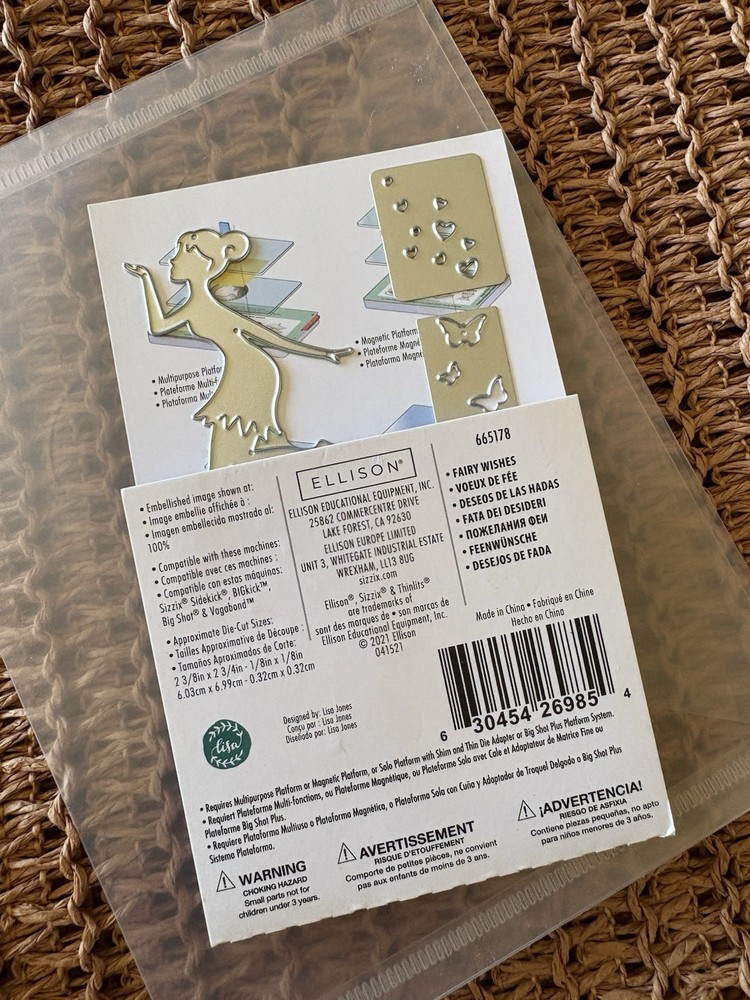 • Multipurpose Platfo
• Plateforme Multi-f
• Plataforma Mul
• Magnetic Platform
• Plateforme Magné
• Plataforma Magn
• Embellished image shown at:
• Image embellie affichée à :
• Imagen embellecida mostrada al:
100%
• Compatible with these machines:
• Compatible avec ces machines :
• Compatible con estas máquinas:
Sizzix® Sidekick®, BIGkick™,
Big Shot® & Vagabond™
• Approximate Die-Cut Sizes:
• Tailles Approximative de Découpe :
• Tamaños Aproximados de Corte:
2 3/8in x 2 3/4in - 1/8in x 1/8in
6.03cm x 6.99cm - 0.32cm x 0.32cm
ELLISON®
ELLISON EDUCATIONAL EQUIPMENT, INC.
25862 COMMERCENTRE DRIVE
LAKE FOREST, CA 92630
ELLISON EUROPE LIMITED
UNIT 3, WHITEGATE INDUSTRIAL ESTATE
WREXHAM, LL13 8UG
sizzix.com
Ellison®, Sizzix® & Thinlits®
are trademarks of
sont des marques de • son marcas de
Ellison Educational Equipment, Inc.
© 2021 Ellison
041521
665178
• FAIRY WISHES
• VOEUX DE FÉE
• DESEOS DE LAS HADAS
• FATA DEI DESIDERI
• ПОЖЕЛАНИЯ ФЕИ
• FEENWÜNSCHE
• DESEJOS DE FADA
Made in China • Fabriqué en Chine
Hecho en China
6 30454 26985 4
lisa
Designed by: Lisa Jones
Conçu par : Lisa Jones
Diseñado por: Lisa Jones
• Requires Multipurpose Platform or Magnetic Platform, or Solo Platform with Shim and Thin Die Adapter or Big Shot Plus Platform System.
• Requiert Plateforme Multi-fonctions, ou Plateforme Magnétique, ou Plateforme Solo avec Cale et Adaptateur de Matrice Fine ou
Plateforme Big Shot Plus.
• Requiere Plataforma Multiuso o Plataforma Magnética, o Plataforma Solo con Cuña y Adaptador de Troquel Delgado o Big Shot Plus
Sistema Plataforma.
WARNING
CHOKING HAZARD
Small parts not for
children under 3 years.
AVERTISSEMENT
RISQUE D'ETOUFFEMENT
Comporte de petites pièces, ne convient
pas aux enfants de moins de 3 ans.
¡ADVERTENCIA!
RIESGO DE ASFIXIA
Contiene piezas pequeñas, no apto
para niños menores de 3 años.